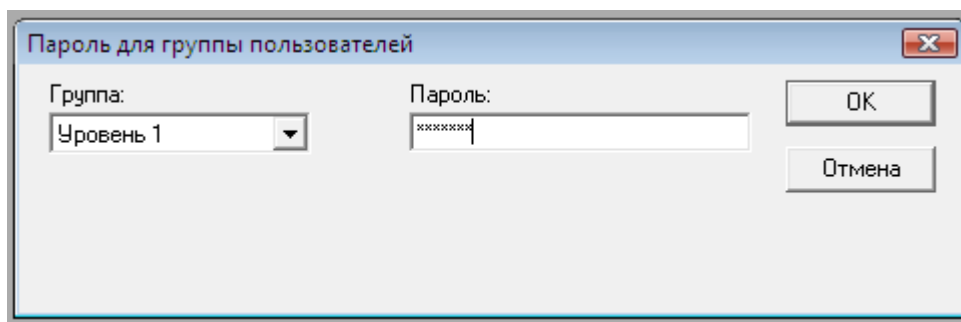 Пароль для группы пользователей
Группа: Пароль:
Уровень 1 ******* OK
Отмена